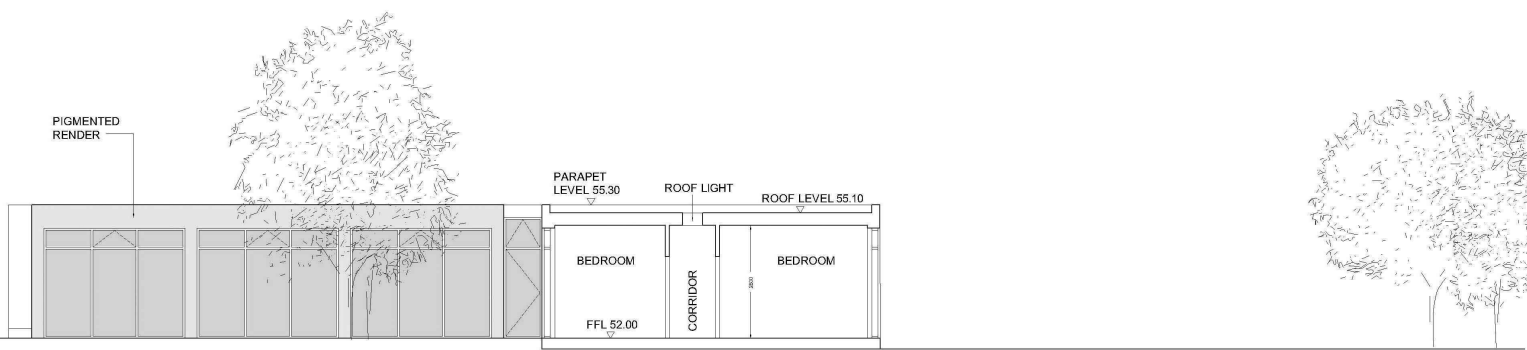 PIGMENTED
RENDER
PARAPET
LEVEL 55.30
ROOF LIGHT
ROOF LEVEL 55.10
BEDROOM
CORRIDOR
BEDROOM
FFL 52.00